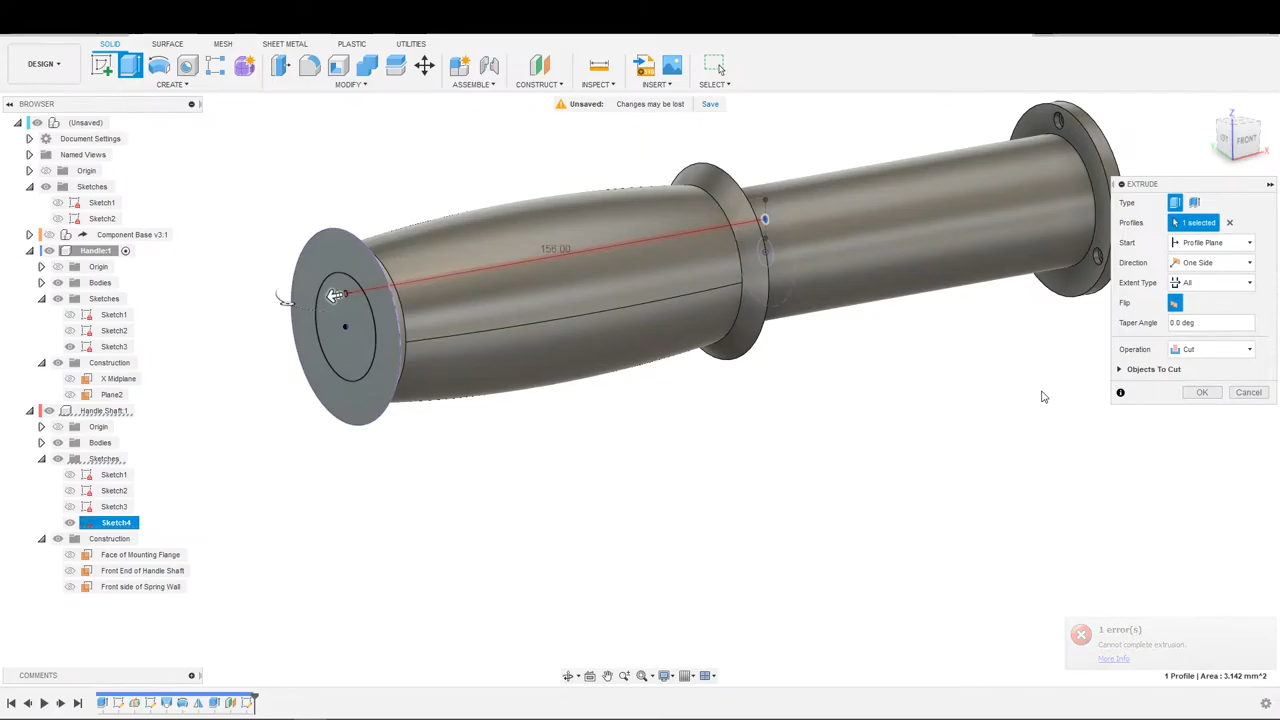 SOLID
SURFACE
MESH
SHEET METAL
PLASTIC
UTILITIES
DESIGN
CREATE
MODIFY
ASSEMBLE
CONSTRUCT
INSPECT
INSERT
SELECT
BROWSER
Unsaved: Changes may be lost Save
(Unsaved)
Document Settings
Named Views
Origin
Sketches
Sketch1
Sketch2
Component Base v3:1
Handle:1
Origin
Bodies
Sketches
Sketch1
Sketch2
Sketch3
Construction
X Midplane
Plane2
Handle Shaft:1
Origin
Bodies
Sketches
Sketch1
Sketch2
Sketch3
Sketch4
Construction
Face of Mounting Flange
Front End of Handle Shaft
Front side of Spring Wall
156.00
Z
FRONT
X
EXTRUDE
Type
Profiles 1 selected
Start Profile Plane
Direction One Side
Extent Type All
Flip
Taper Angle 0.0 deg
Operation Cut
Objects To Cut
OK Cancel
1 error(s)
Cannot complete extrusion.
More Info
COMMENTS
1 Profile | Area : 3.142 mm^2